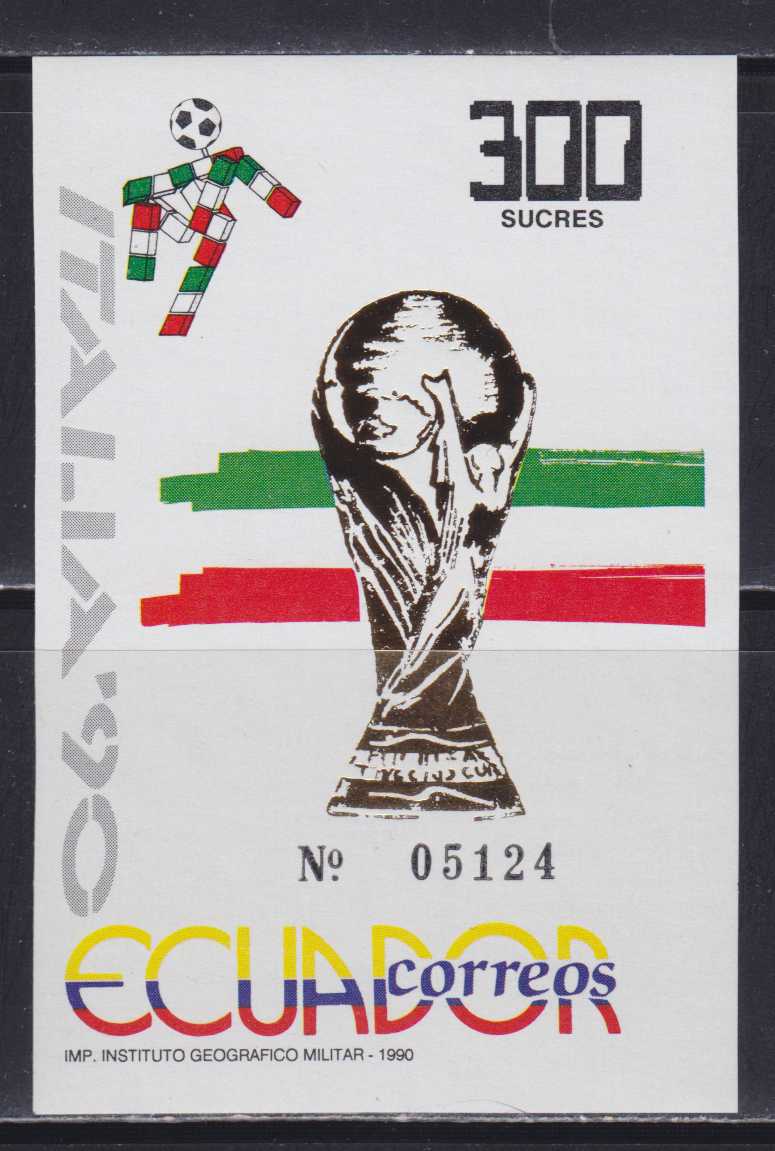 300
SUCRES
ITALIA '90
Nº 05124
ECUADOR
correos
IMP. INSTITUTO GEOGRAFICO MILITAR - 1990